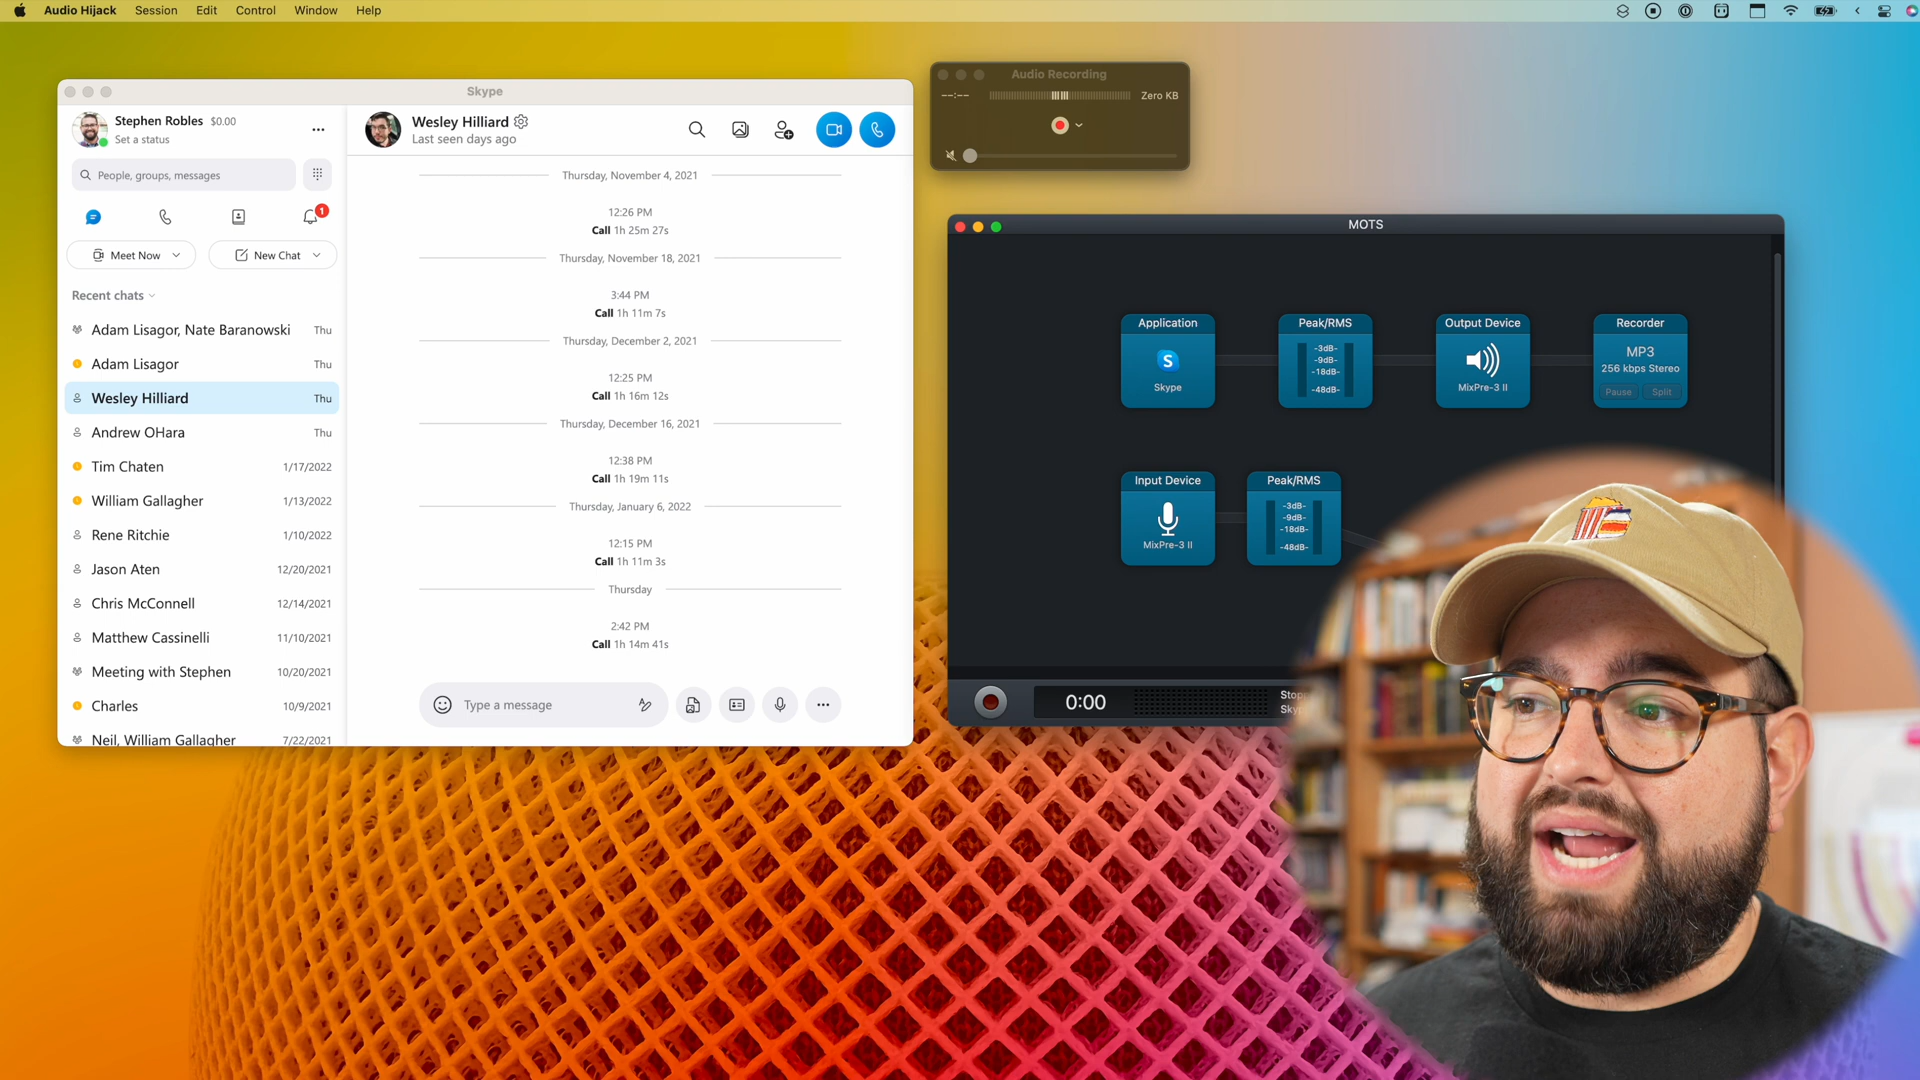 Audio Hijack Session Edit Control Window Help
Skype
Stephen Robles $0.00
Set a status
People, groups, messages
1
Meet Now
New Chat
Recent chats
Adam Lisagor, Nate Baranowski Thu
Adam Lisagor Thu
Wesley Hilliard Thu
Andrew OHara Thu
Tim Chaten 1/17/2022
William Gallagher 1/13/2022
Rene Ritchie 1/10/2022
Jason Aten 12/20/2021
Chris McConnell 12/14/2021
Matthew Cassinelli 11/10/2021
Meeting with Stephen 10/20/2021
Charles 10/9/2021
Neil, William Gallagher 7/22/2021
Wesley Hilliard
Last seen days ago
Thursday, November 4, 2021
12:26 PM
Call 1h 25m 27s
Thursday, November 18, 2021
3:44 PM
Call 1h 11m 7s
Thursday, December 2, 2021
12:25 PM
Call 1h 16m 12s
Thursday, December 16, 2021
12:38 PM
Call 1h 19m 11s
Thursday, January 6, 2022
12:15 PM
Call 1h 11m 3s
Thursday
2:42 PM
Call 1h 14m 41s
Type a message
Audio Recording
--:-- Zero KB
MOTS
Application
S
Skype
Peak/RMS
-3dB-
-9dB-
-18dB-
-48dB-
Output Device
MixPre-3 II
Recorder
MP3
256 kbps Stereo
Pause Split
Input Device
MixPre-3 II
Peak/RMS
-3dB-
-9dB-
-18dB-
-48dB-
0:00